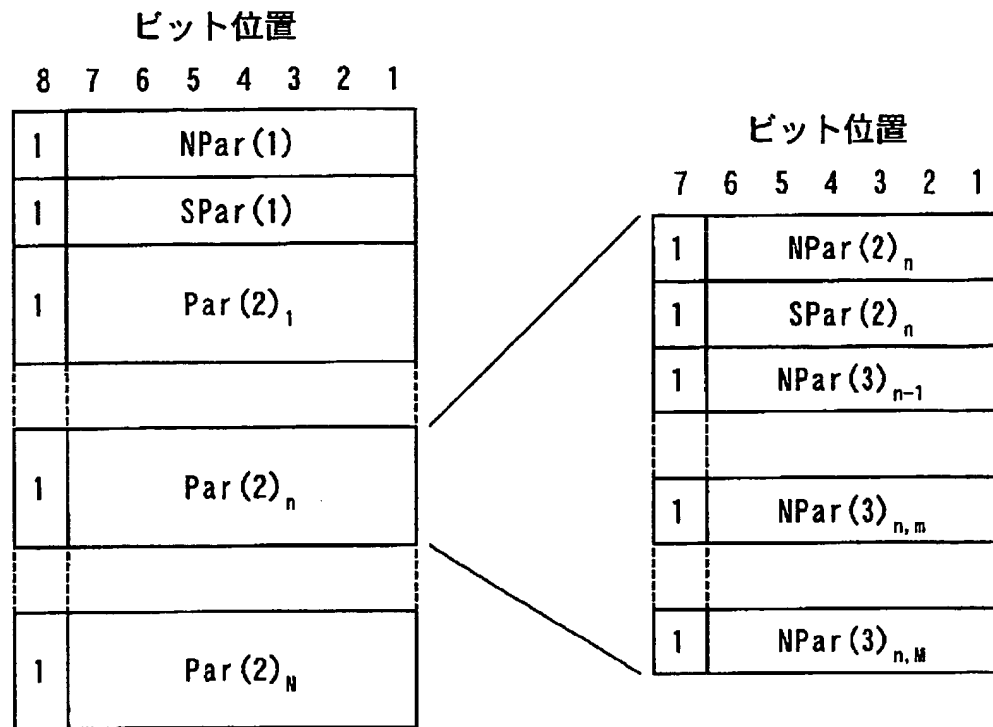 ビット位置
8 7 6 5 4 3 2 1
1 NPar(1)
1 SPar(1)
1 Par(2)₁
1 Par(2)ₙ
1 Par(2)_N
ビット位置
7 6 5 4 3 2 1
1 NPar(2)ₙ
1 SPar(2)ₙ
1 NPar(3)ₙ₋₁
1 NPar(3)ₙ,ₘ
1 NPar(3)ₙ,_M